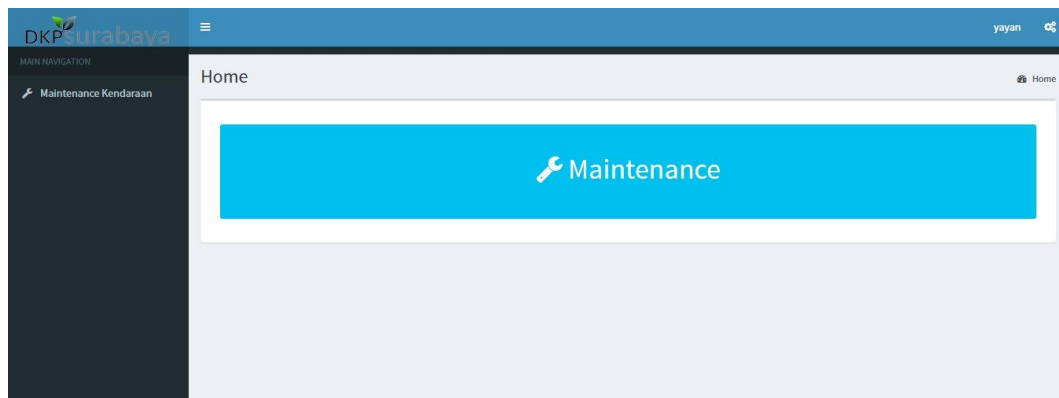 DKPsurabaya
yayan
MAIN NAVIGATION
Maintenance Kendaraan
Home
Home
Maintenance